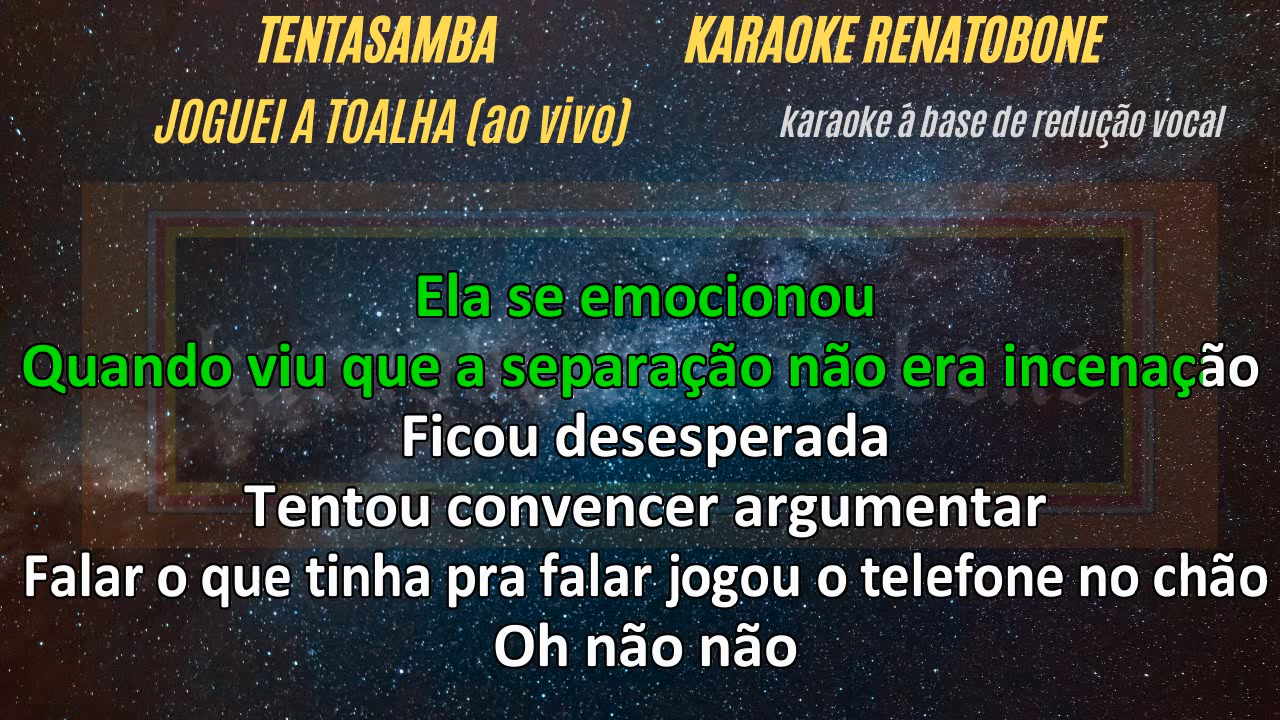 TENTASAMBA
KARAOKE RENATOBONE
JOGUEI A TOALHA (ao vivo)
karaoke á base de redução vocal
Ela se emocionou
Quando viu que a separação não era incenação
Ficou desesperada
Tentou convencer argumentar
Falar o que tinha pra falar jogou o telefone no chão
Oh não não